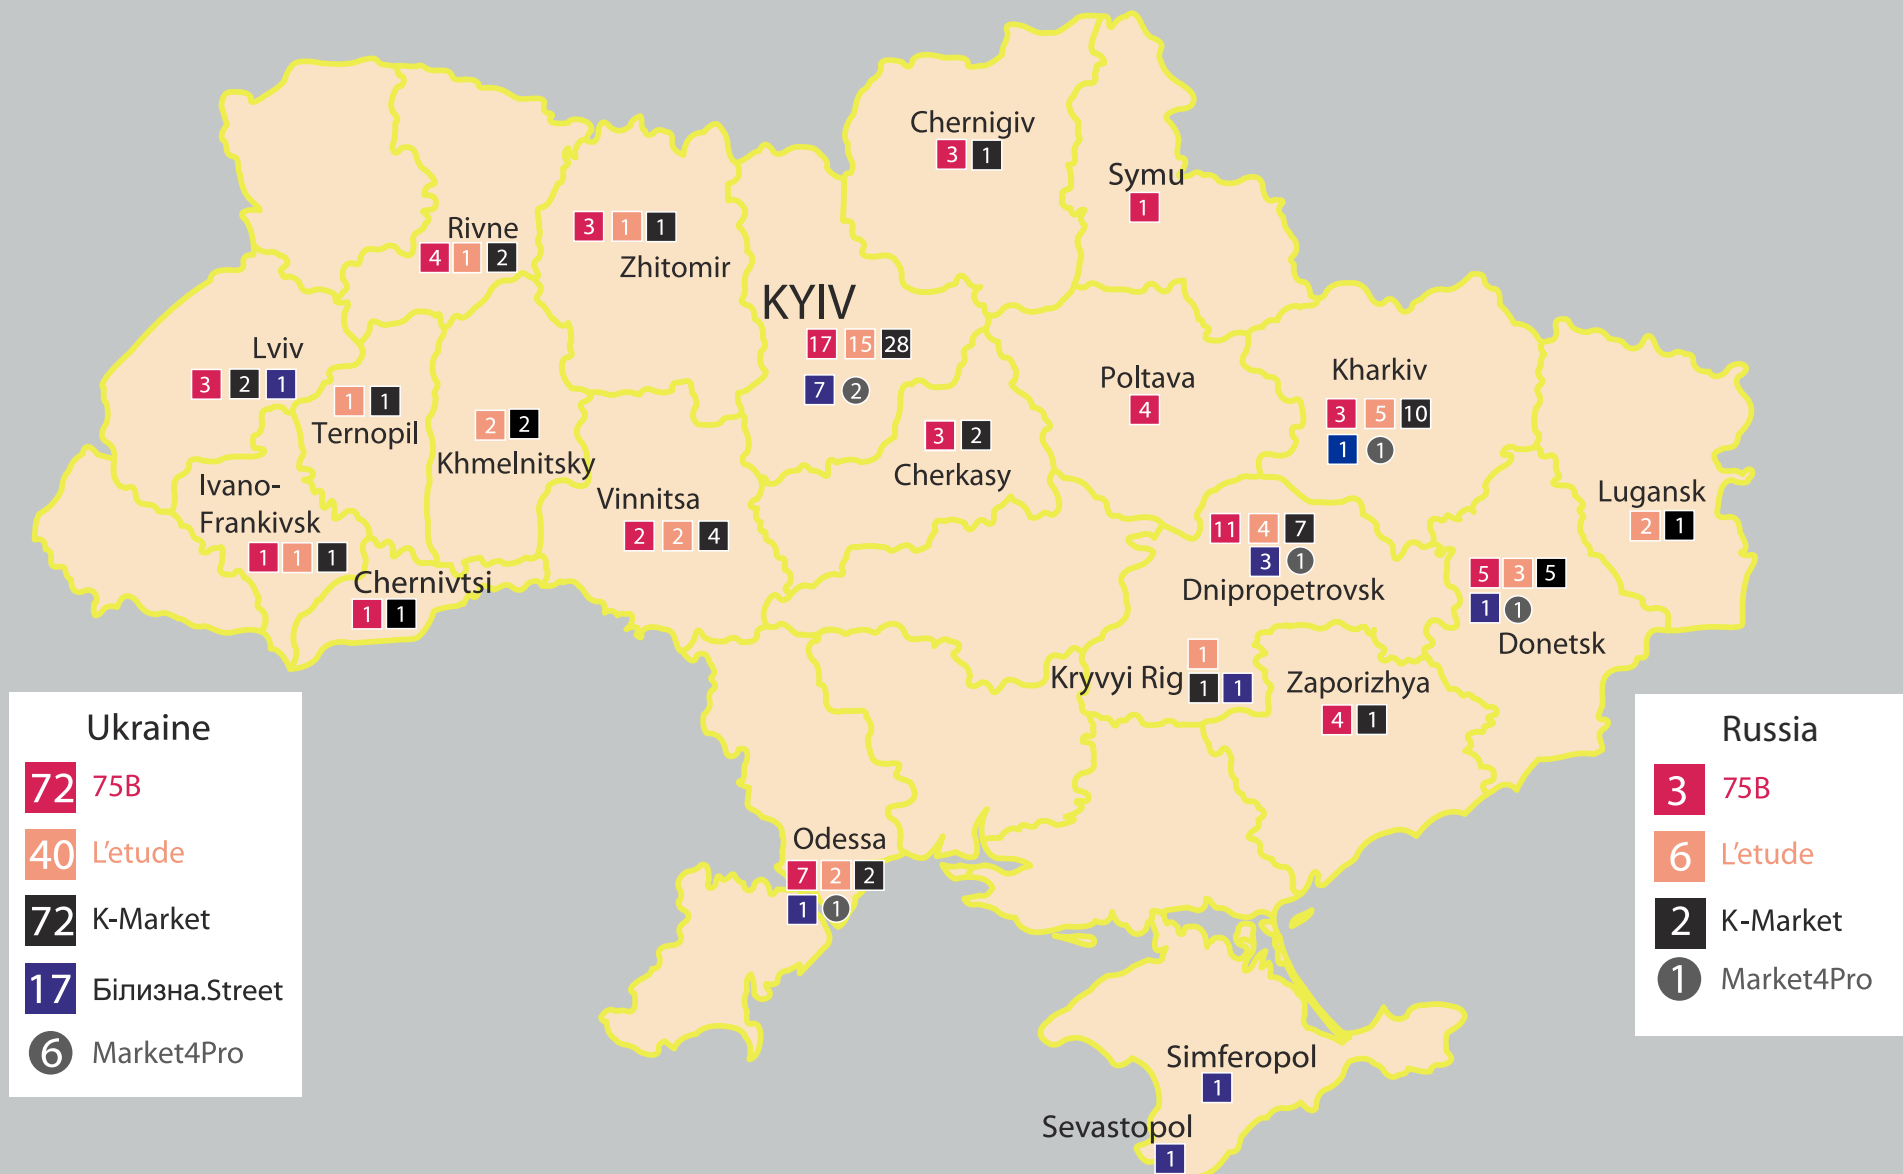 Chernigiv
3 1
Symu
1
Rivne
4 1 2
3 1 1
Zhitomir
KYIV
17 15 28
7 2
Lviv
3 2 1
1 1
Ternopil
2 2
Khmelnitsky
Poltava
4
Kharkiv
3 5 10
1 1
3 2
Cherkasy
Ivano-
Frankivsk
1 1 1
Vinnitsa
2 2 4
Lugansk
2 1
11 4 7
3 1
Dnipropetrovsk
Chernivtsi
1 1
5 3 5
1 1
Donetsk
1
Kryvyi Rig
1 1
Zaporizhya
4 1
Odessa
7 2 2
1 1
Simferopol
1
Sevastopol
1
Ukraine
72 75B
40 L'etude
72 K-Market
17 Білизна.Street
6 Market4Pro
Russia
3 75B
6 L'etude
2 K-Market
1 Market4Pro